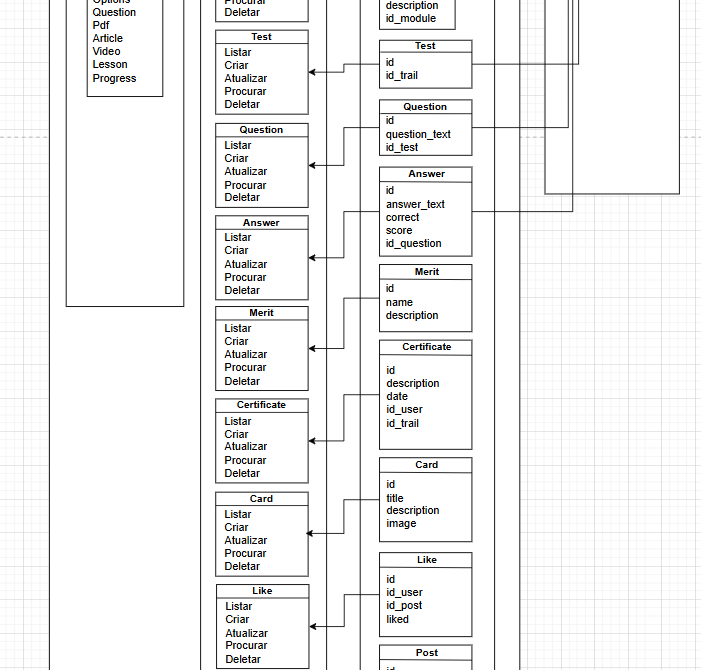 Question
Pdf
Article
Video
Lesson
Progress
Deletar
Test
Listar
Criar
Atualizar
Procurar
Deletar
Question
Listar
Criar
Atualizar
Procurar
Deletar
Answer
Listar
Criar
Atualizar
Procurar
Deletar
Merit
Listar
Criar
Atualizar
Procurar
Deletar
Certificate
Listar
Criar
Atualizar
Procurar
Deletar
Card
Listar
Criar
Atualizar
Procurar
Deletar
Like
Listar
Criar
Atualizar
Procurar
Deletar
description
id_module
Test
id
id_trail
Question
id
question_text
id_test
Answer
id
answer_text
correct
score
id_question
Merit
id
name
description
Certificate
id
description
date
id_user
id_trail
Card
id
title
description
image
Like
id
id_user
id_post
liked
Post